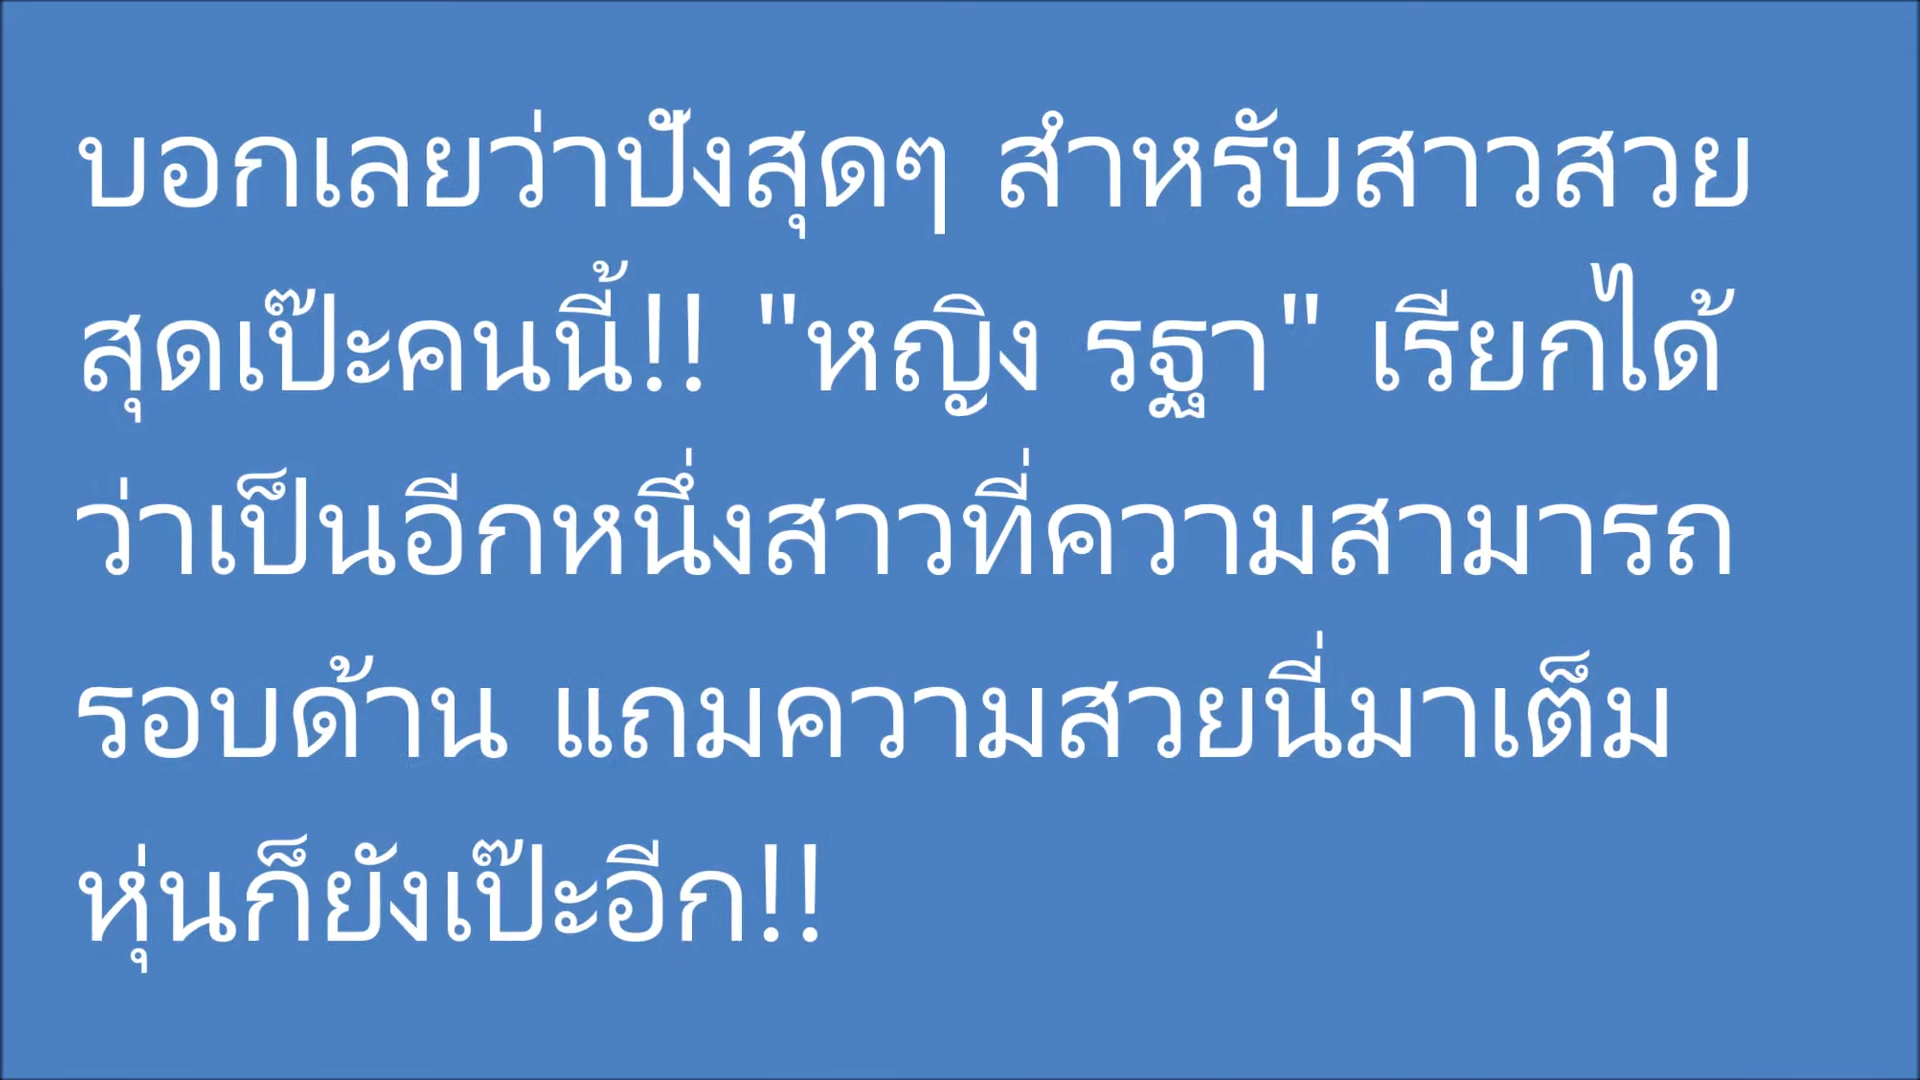 บอกเลยว่าปังสุดๆ สำหรับสาวสวย
สุดเป๊ะคนนี้!! "หญิง รฐา" เรียกได้
ว่าเป็นอีกหนึ่งสาวที่ความสามารถ
รอบด้าน แถมความสวยนี่มาเต็ม
หุ่นก็ยังเป๊ะอีก!!